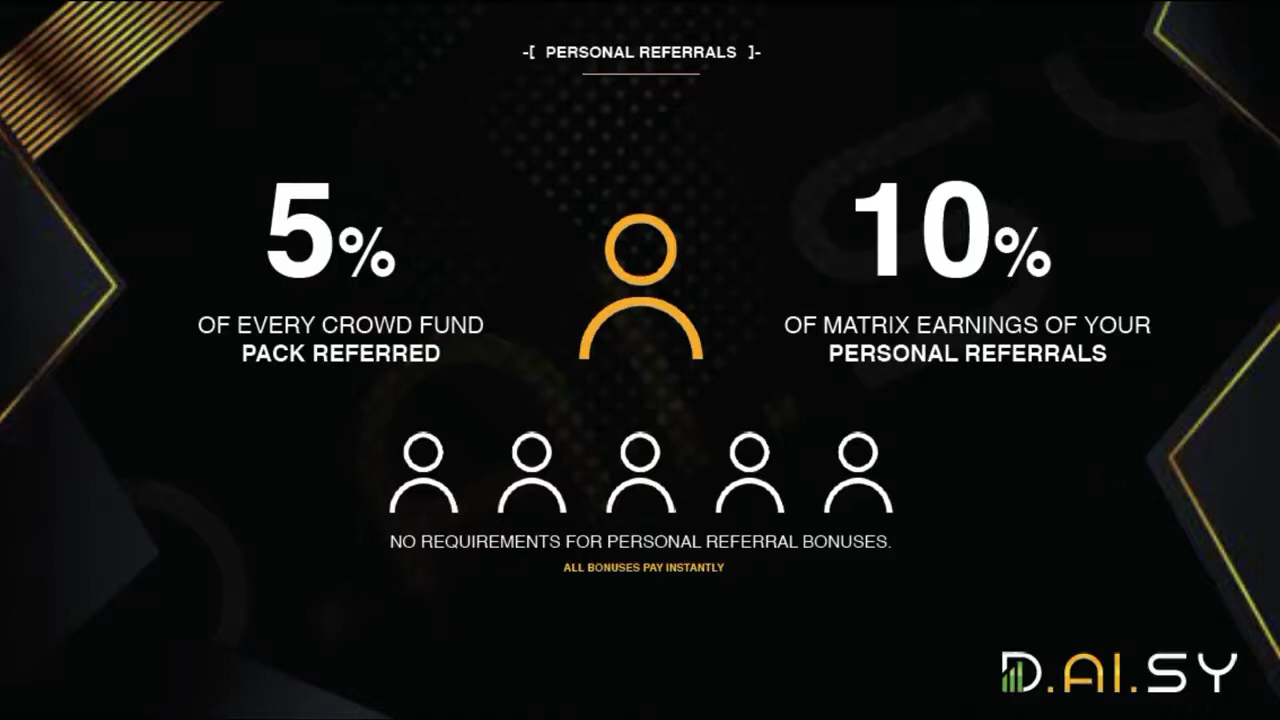 -[ PERSONAL REFERRALS ]-
5%
OF EVERY CROWD FUND
PACK REFERRED
10%
OF MATRIX EARNINGS OF YOUR
PERSONAL REFERRALS
NO REQUIREMENTS FOR PERSONAL REFERRAL BONUSES.
ALL BONUSES PAY INSTANTLY
D.AI.SY